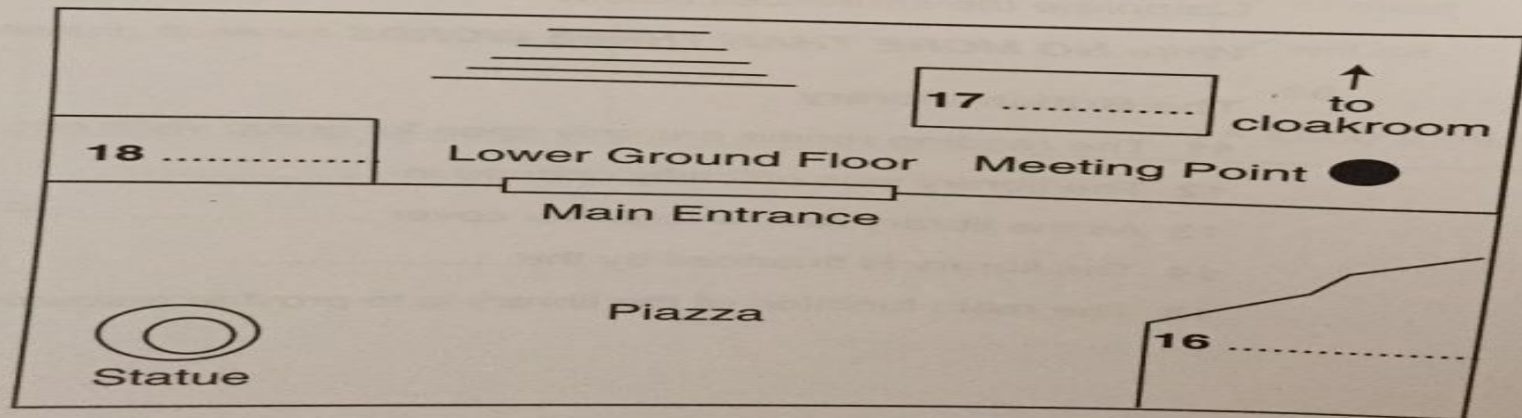 17 ..............
to
cloakroom
18 ................
Lower Ground Floor
Meeting Point
Main Entrance
Piazza
16 ..................
Statue